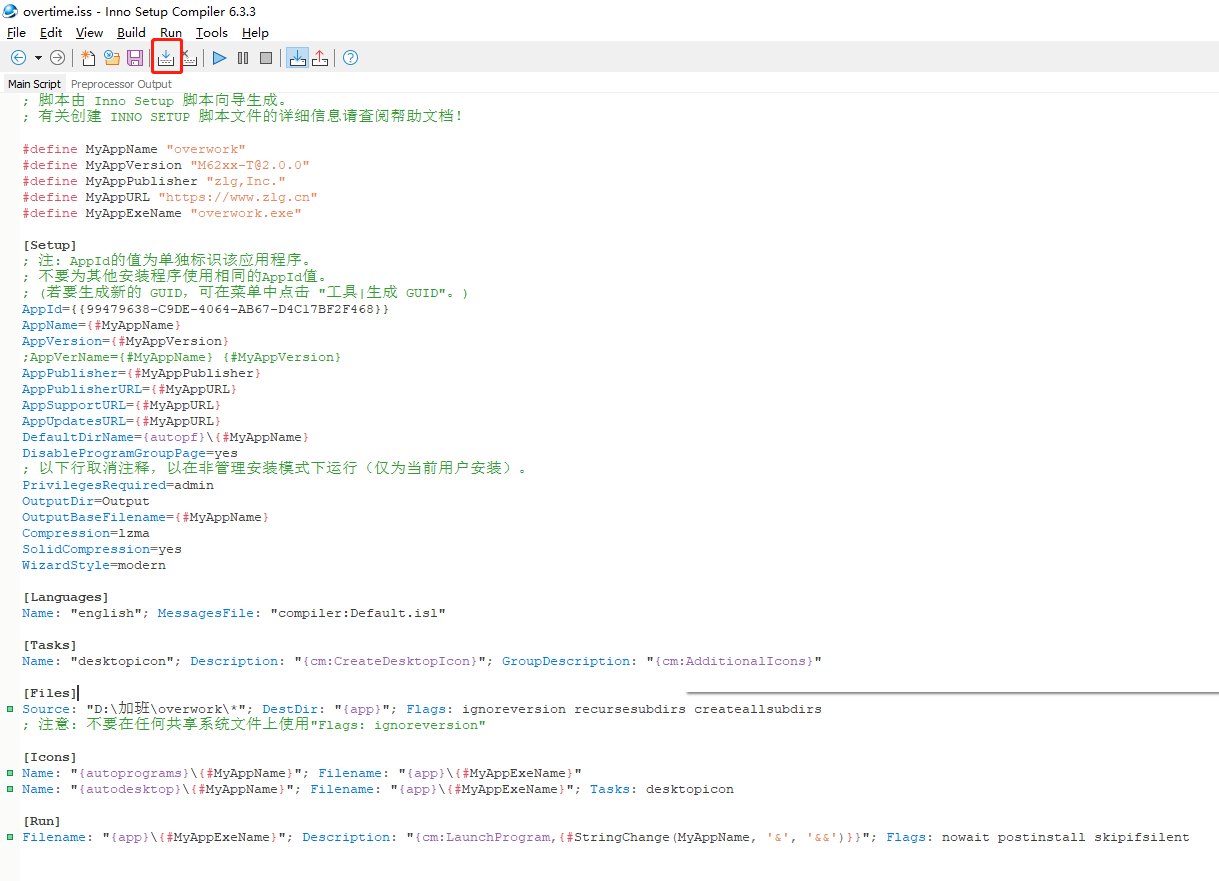 overtime.iss - Inno Setup Compiler 6.3.3
File Edit View Build Run Tools Help
Main Script Preprocessor Output
; 脚本由 Inno Setup 脚本向导生成。
; 有关创建 INNO SETUP 脚本文件的详细信息请查阅帮助文档!
#define MyAppName "overwork"
#define MyAppVersion "M62xx-T@2.0.0"
#define MyAppPublisher "zlg,Inc."
#define MyAppURL "https://www.zlg.cn"
#define MyAppExeName "overwork.exe"
[Setup]
; 注: AppId的值为单独标识该应用程序。
; 不要为其他安装程序使用相同的AppId值。
; (若要生成新的 GUID，可在菜单中点击 "工具|生成 GUID"。)
AppId={{99479638-C9DE-4064-AB67-D4C17BF2F468}}
AppName={#MyAppName}
AppVersion={#MyAppVersion}
;AppVerName={#MyAppName} {#MyAppVersion}
AppPublisher={#MyAppPublisher}
AppPublisherURL={#MyAppURL}
AppSupportURL={#MyAppURL}
AppUpdatesURL={#MyAppURL}
DefaultDirName={autopf}\{#MyAppName}
DisableProgramGroupPage=yes
; 以下行取消注释，以在非管理安装模式下运行（仅为当前用户安装）。
PrivilegesRequired=admin
OutputDir=Output
OutputBaseFilename={#MyAppName}
Compression=lzma
SolidCompression=yes
WizardStyle=modern
[Languages]
Name: "english"; MessagesFile: "compiler:Default.isl"
[Tasks]
Name: "desktopicon"; Description: "{cm:CreateDesktopIcon}"; GroupDescription: "{cm:AdditionalIcons}"
[Files]
Source: "D:\加班\overwork\*"; DestDir: "{app}"; Flags: ignoreversion recursesubdirs createallsubdirs
; 注意: 不要在任何共享系统文件上使用"Flags: ignoreversion"
[Icons]
Name: "{autoprograms}\{#MyAppName}"; Filename: "{app}\{#MyAppExeName}"
Name: "{autodesktop}\{#MyAppName}"; Filename: "{app}\{#MyAppExeName}"; Tasks: desktopicon
[Run]
Filename: "{app}\{#MyAppExeName}"; Description: "{cm:LaunchProgram,{#StringChange(MyAppName, '&', '&&')}}"; Flags: nowait postinstall skipifsilent